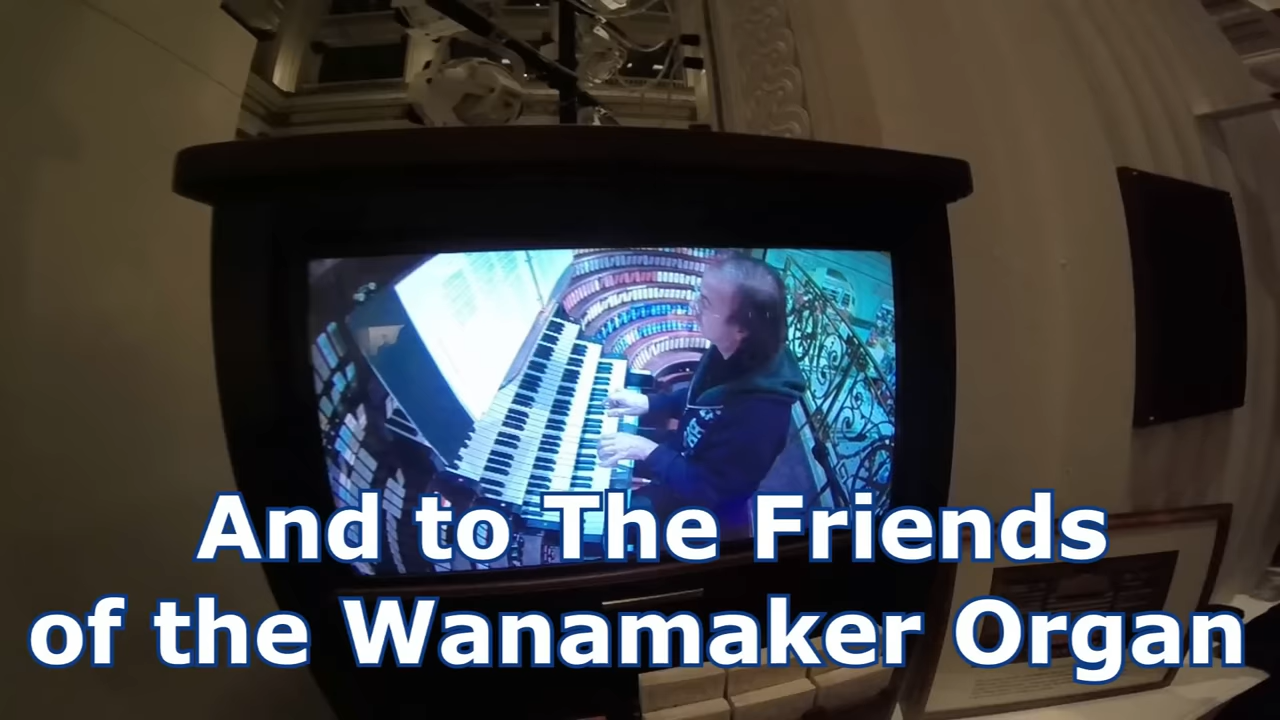 And to The Friends
of the Wanamaker Organ